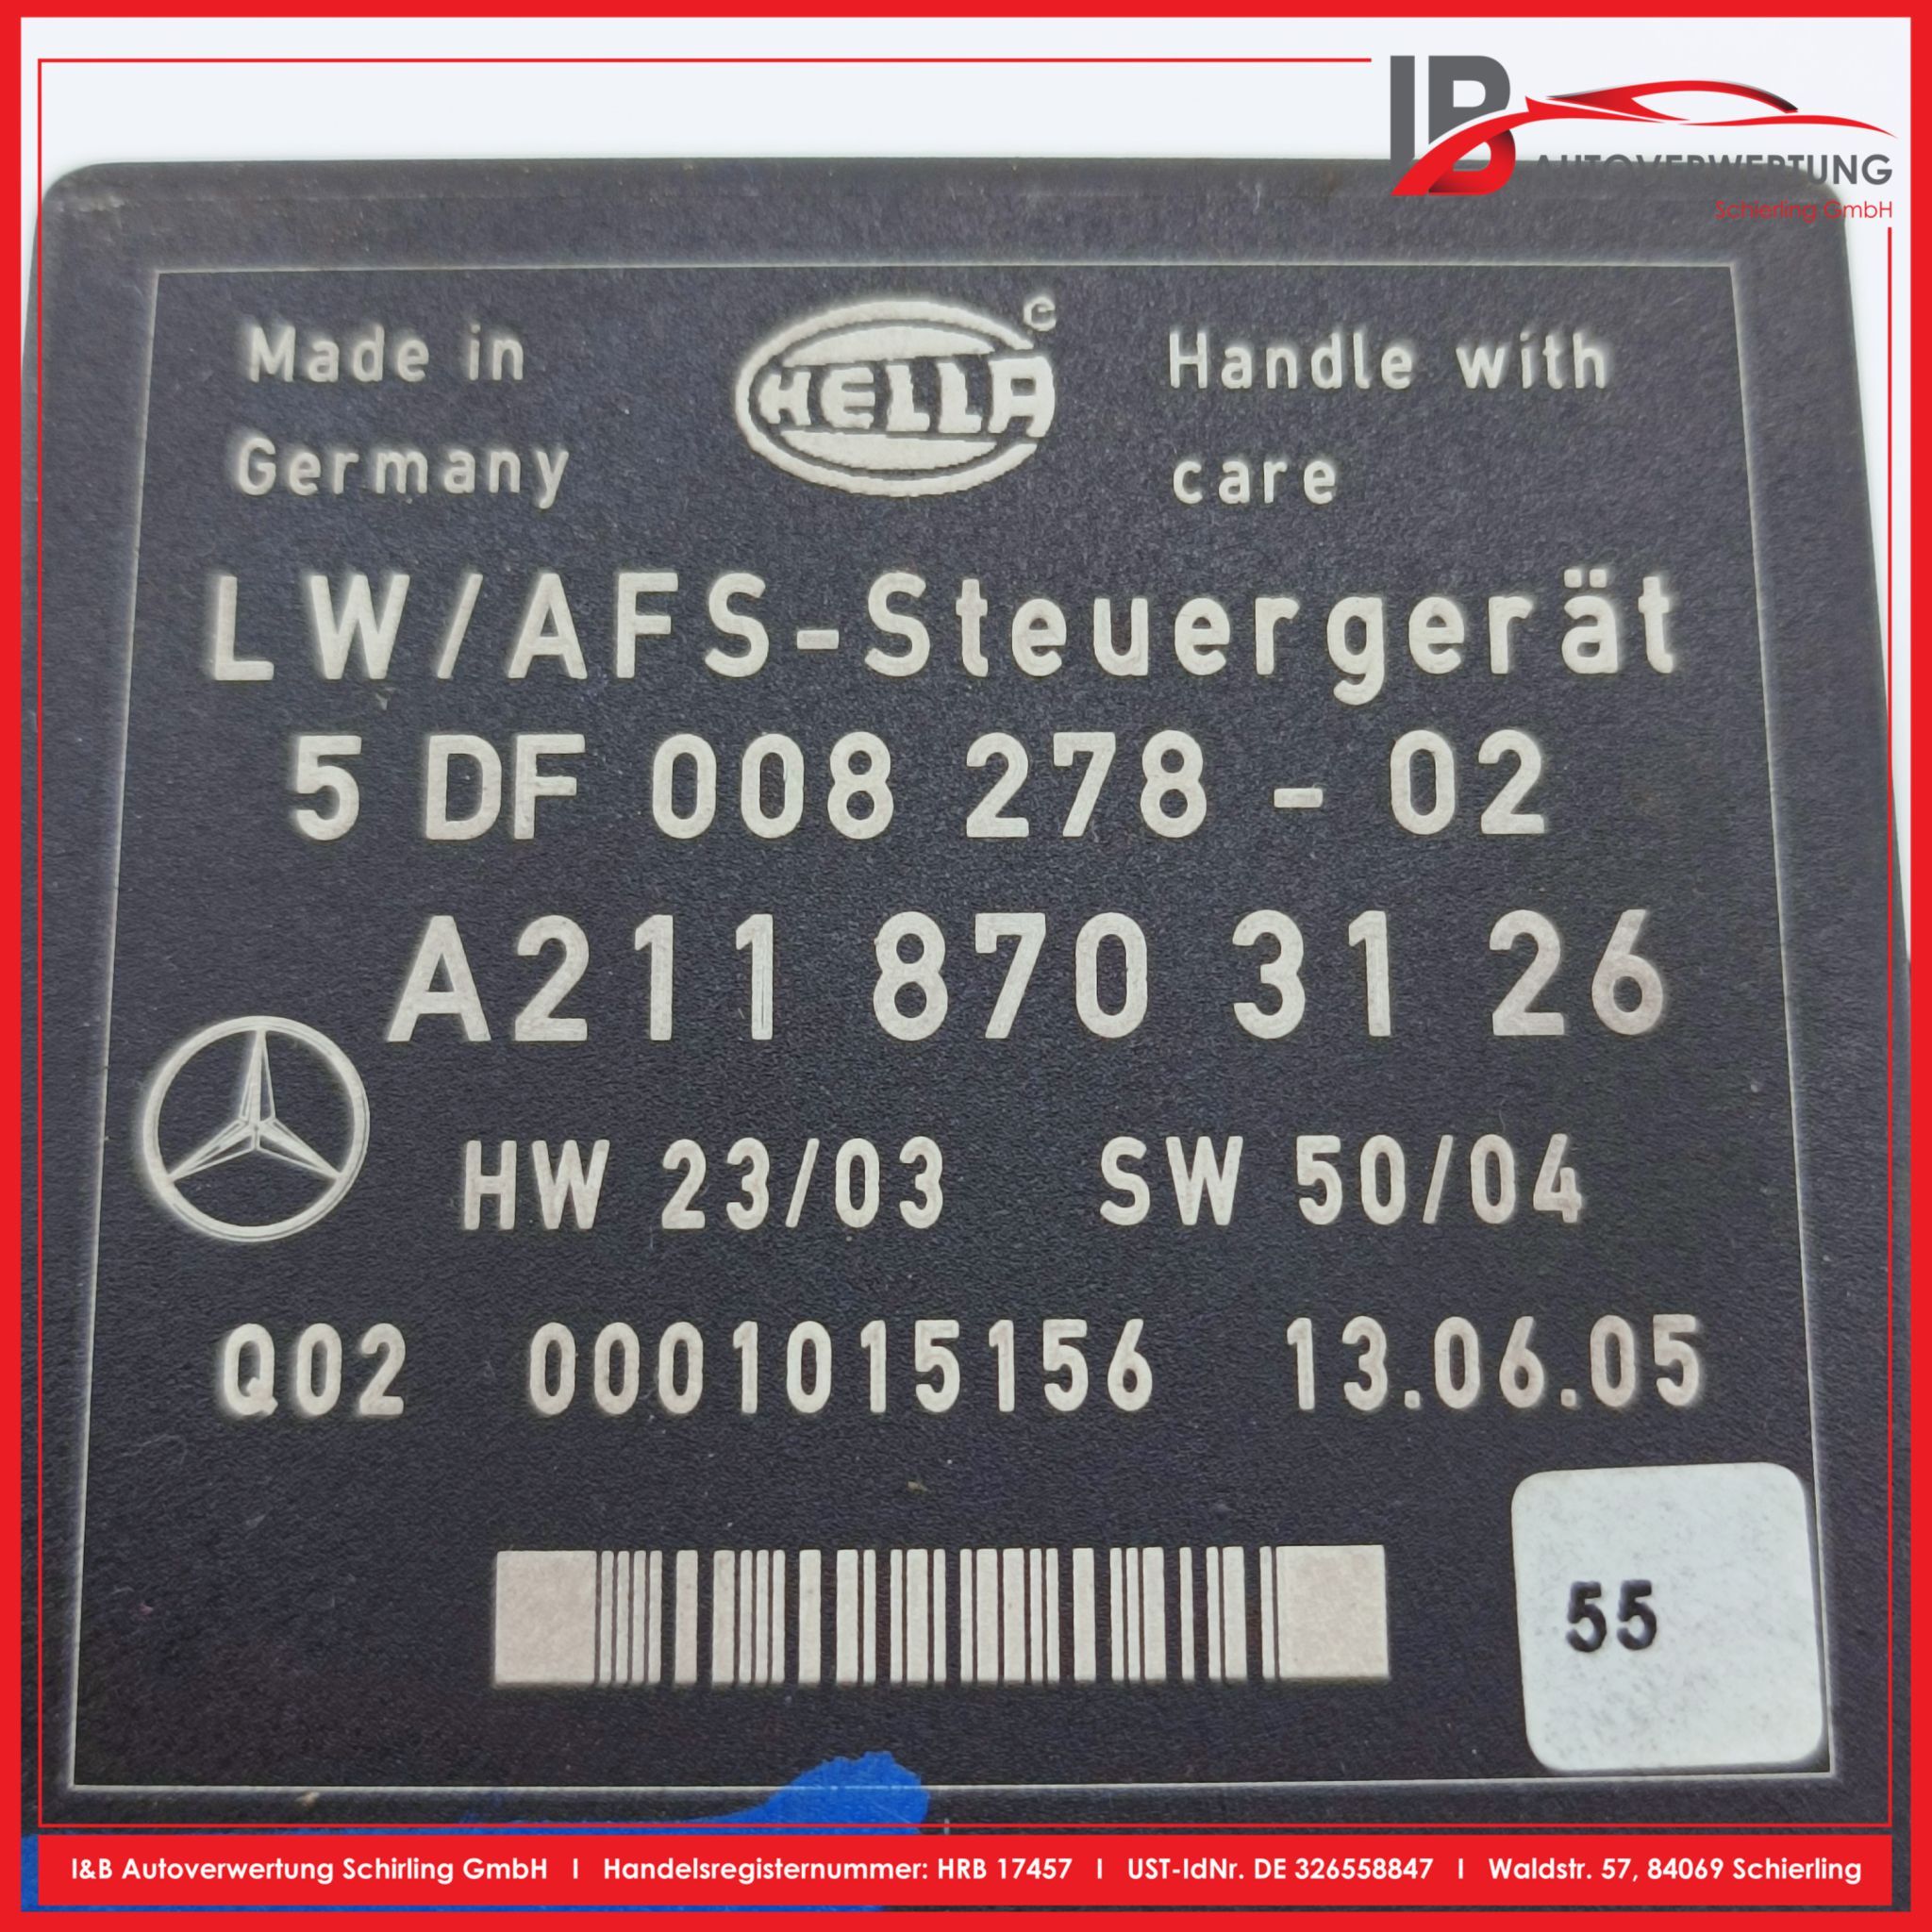 IB
AUTOVERWERTUNG
Schierling GmbH
Made in
Germany
HELLA
©
Handle with
care
LW/AFS-Steuergerät
5 DF 008 278 - 02
A211 870 31 26
HW 23/03 SW 50/04
Q02 0001015156 13.06.05
55
I&B Autoverwertung Schirling GmbH I Handelsregisternummer: HRB 17457 I UST-IdNr. DE 326558847 I Waldstr. 57, 84069 Schierling